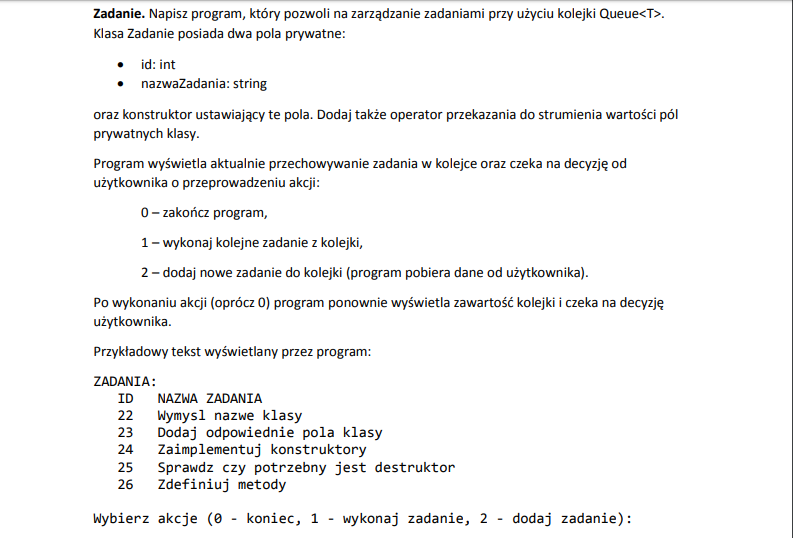 Zadanie. Napisz program, który pozwoli na zarządzanie zadaniami przy użyciu kolejki Queue<T>.
Klasa Zadanie posiada dwa pola prywatne:
• id: int
• nazwaZadania: string
oraz konstruktor ustawiający te pola. Dodaj także operator przekazania do strumienia wartości pól
prywatnych klasy.
Program wyświetla aktualnie przechowywanie zadania w kolejce oraz czeka na decyzję od
użytkownika o przeprowadzeniu akcji:
0 – zakończ program,
1 – wykonaj kolejne zadanie z kolejki,
2 – dodaj nowe zadanie do kolejki (program pobiera dane od użytkownika).
Po wykonaniu akcji (oprócz 0) program ponownie wyświetla zawartość kolejki i czeka na decyzję
użytkownika.
Przykładowy tekst wyświetlany przez program:
ZADANIA:
ID NAZWA ZADANIA
22 Wymysl nazwe klasy
23 Dodaj odpowiednie pola klasy
24 Zaimplementuj konstruktory
25 Sprawdz czy potrzebny jest destruktor
26 Zdefiniuj metody
Wybierz akcje (0 - koniec, 1 - wykonaj zadanie, 2 - dodaj zadanie):